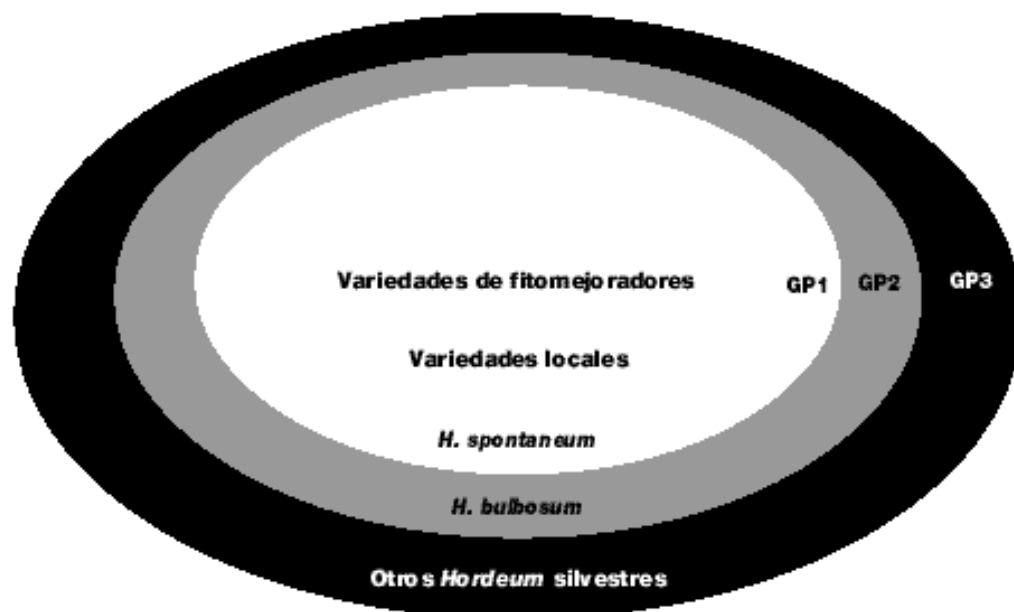 Variedades de fitomejoradores GP1 GP2 GP3
Variedades locales
H. spontaneum
H. bulbosum
Otros Hordeum silvestres